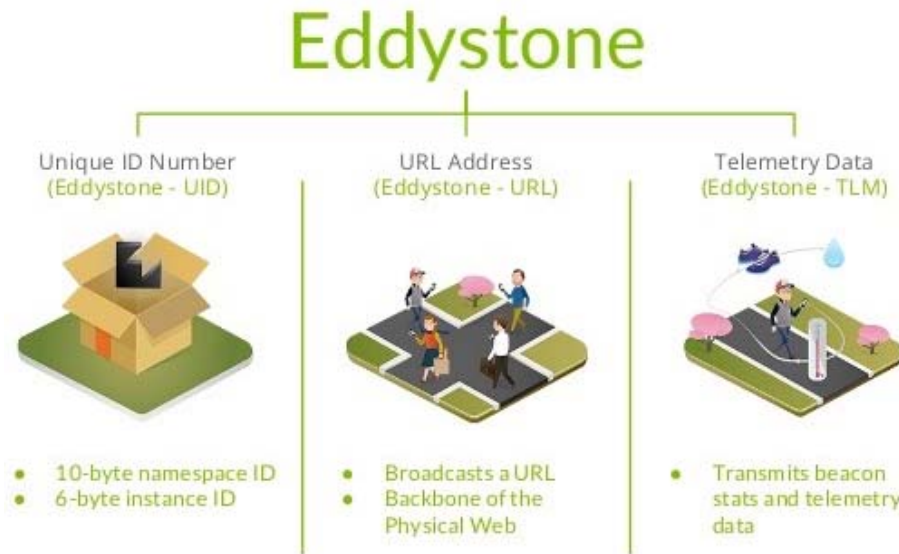 Eddystone
Unique ID Number
(Eddystone - UID)
URL Address
(Eddystone - URL)
Telemetry Data
(Eddystone - TLM)
• 10-byte namespace ID
• 6-byte instance ID
• Broadcasts a URL
• Backbone of the
Physical Web
• Transmits beacon
stats and telemetry
data